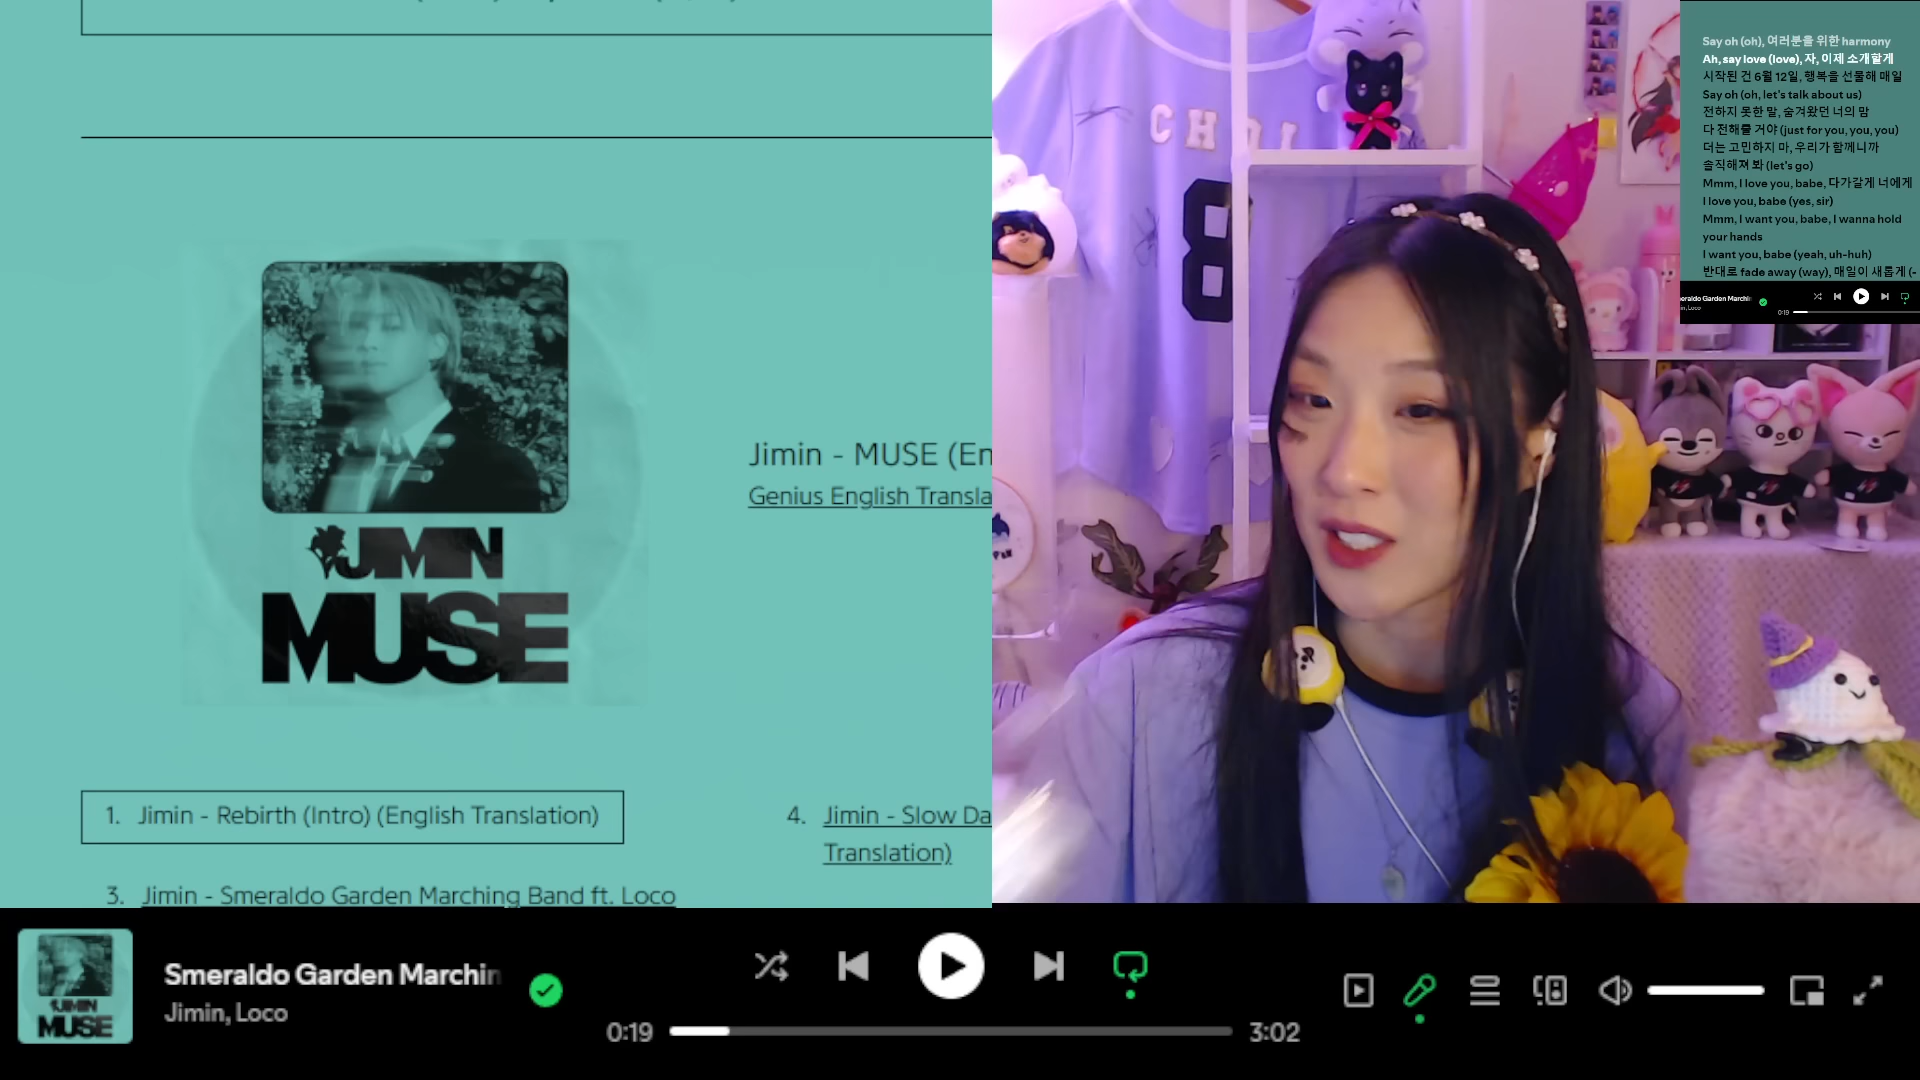 JIMIN
MUSE
Jimin - MUSE (En
Genius English Transla
1. Jimin - Rebirth (Intro) (English Translation)
3. Jimin - Smeraldo Garden Marching Band ft. Loco
4. Jimin - Slow Da
Translation)
CHOI
8
Say oh (oh), 여러분을 위한 harmony
Ah, say love (love), 자, 이제 소개할게
시작된 건 6월 12일, 행복을 선물해 매일
Say oh (oh, let's talk about us)
전하지 못한 말, 숨겨왔던 너의 맘
다 전해줄 거야 (just for you, you, you)
더는 고민하지 마, 우리가 함께니까
솔직해져 봐 (let's go)
Mmm, I love you, babe, 다가갈게 너에게
I love you, babe (yes, sir)
Mmm, I want you, babe, I wanna hold
your hands
I want you, babe (yeah, uh-huh)
반대로 fade away (way), 매일이 새롭게 (-
eraldo Garden Marchin
in, Loco
0:19
JIMIN
MUSE
Smeraldo Garden Marchin
Jimin, Loco
0:19
3:02